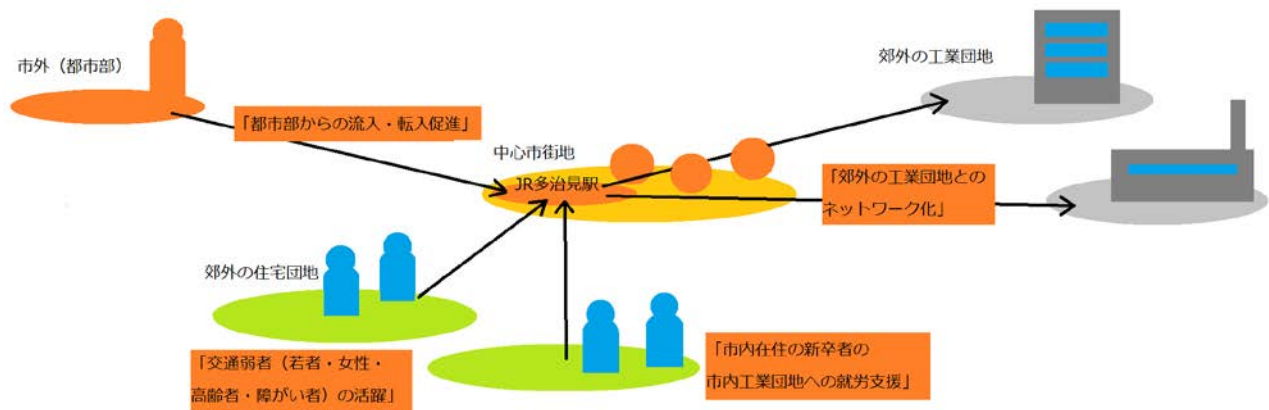 市外（都市部）
郊外の工業団地
「都市部からの流入・転入促進」
中心市街地
JR多治見駅
「郊外の工業団地との
ネットワーク化」
郊外の住宅団地
「交通弱者（若者・女性・
高齢者・障がい者）の活躍」
「市内在住の新卒者の
市内工業団地への就労支援」